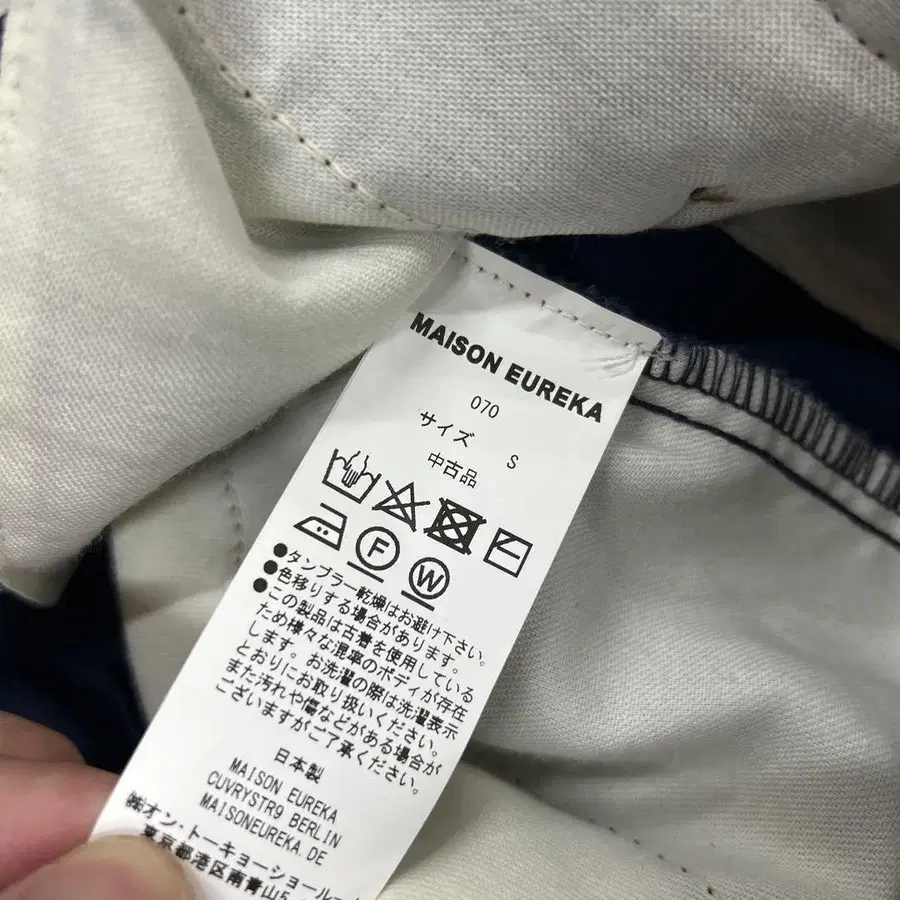 MAISON EUREKA
070
サイズ S
中古品
F W
●タンブラー乾燥はお避け下さい。
●色移りする場合があります。
●この製品は古着を使用している
ため様々な混率のボディが存在
します。お洗濯の際は洗濯表示
とおりにお取り扱いください。
また汚れや傷などがある場合が
ございますがご了承ください。
日本製
MAISON EUREKA
CUVRYSTR9 BERLIN
MAISONEUREKA.DE
㈱オン・トーキョーショール
東京都港区南青山5